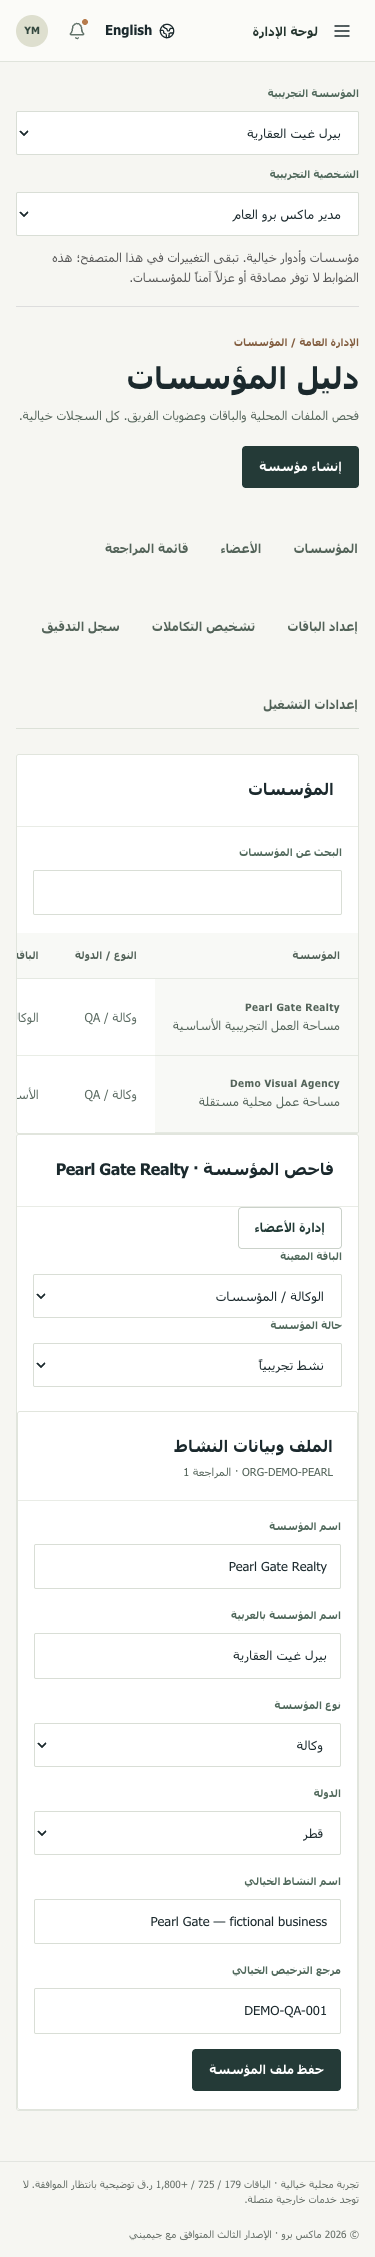 لوحة الإدارة
English
YM
المؤسسة التجريبية
بيرل غيت العقارية
الشخصية التجريبية
مدير ماكس برو العام
مؤسسات وأدوار خيالية. تبقى التغييرات في هذا المتصفح؛ هذه
الضوابط لا توفر مصادقة أو عزلاً آمناً للمؤسسات.
الإدارة العامة / المؤسسات
دليل المؤسسات
فحص الملفات المحلية والباقات وعضويات الفريق. كل السجلات خيالية.
إنشاء مؤسسة
المؤسسات الأعضاء قائمة المراجعة
إعداد الباقات تشخيص التكاملات سجل التدقيق
إعدادات التشغيل
المؤسسات
البحث عن المؤسسات
المؤسسة النوع / الدولة
Pearl Gate Realty
مساحة العمل التجريبية الأساسية
وكالة / QA
Demo Visual Agency
مساحة عمل محلية مستقلة
وكالة / QA
فاحص المؤسسة · Pearl Gate Realty
إدارة الأعضاء
الباقة المعينة
الوكالة / المؤسسات
حالة المؤسسة
نشط تجريبياً
الملف وبيانات النشاط
ORG-DEMO-PEARL · المراجعة 1
اسم المؤسسة
Pearl Gate Realty
اسم المؤسسة بالعربية
بيرل غيت العقارية
نوع المؤسسة
وكالة
الدولة
قطر
اسم النشاط الخيالي
Pearl Gate — fictional business
مرجع الترخيص الخيالي
DEMO-QA-001
حفظ ملف المؤسسة
تجربة محلية خيالية · الباقات 179 / 725 / +1,800 ر.ق توضيحية بانتظار الموافقة. لا
توجد خدمات خارجية متصلة.
© 2026 ماكس برو · الإصدار الثالث المتوافق مع جيميني